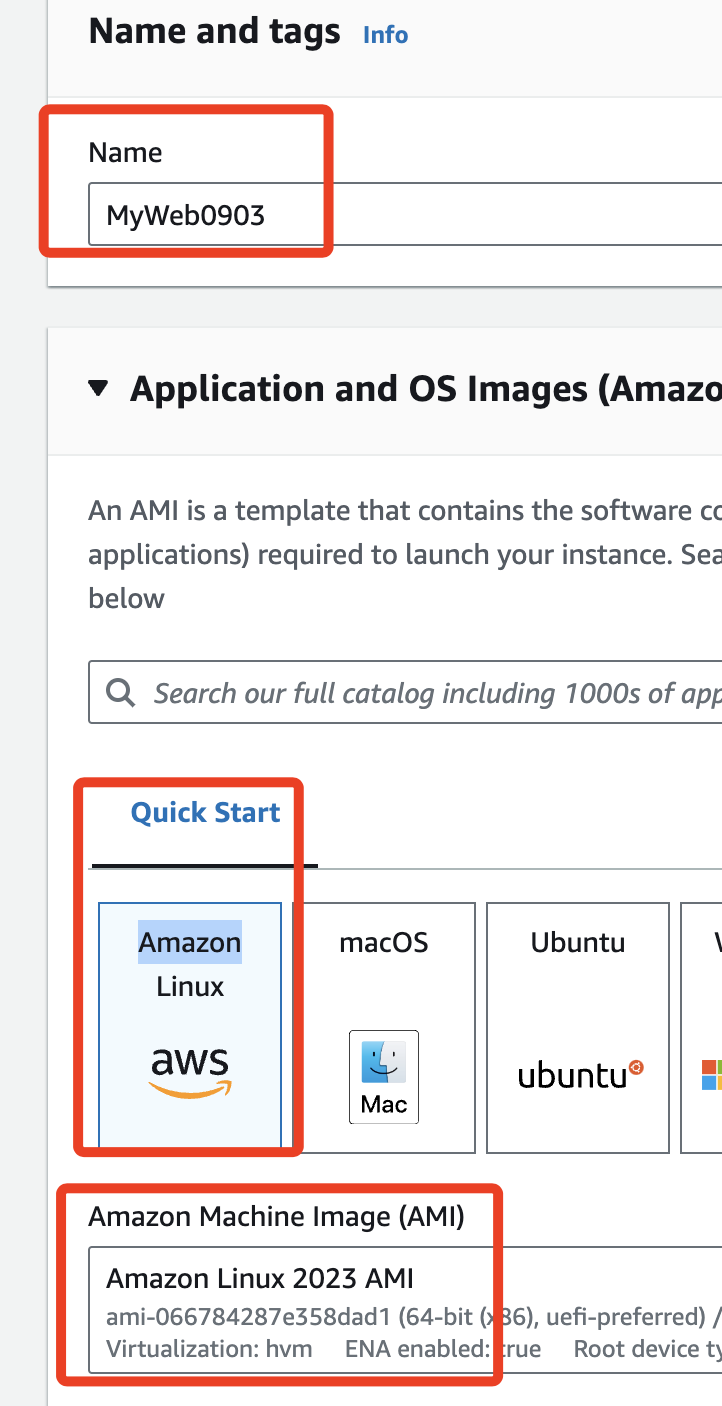 Name and tags Info
Name
MyWeb0903
Application and OS Images (Amazo
An AMI is a template that contains the software co
applications) required to launch your instance. Sea
below
Search our full catalog including 1000s of app
Quick Start
Amazon
Linux
aws
macOS
Mac
Ubuntu
ubuntu
Amazon Machine Image (AMI)
Amazon Linux 2023 AMI
ami-066784287e358dad1 (64-bit (x86), uefi-preferred) /
Virtualization: hvm ENA enabled: true Root device ty